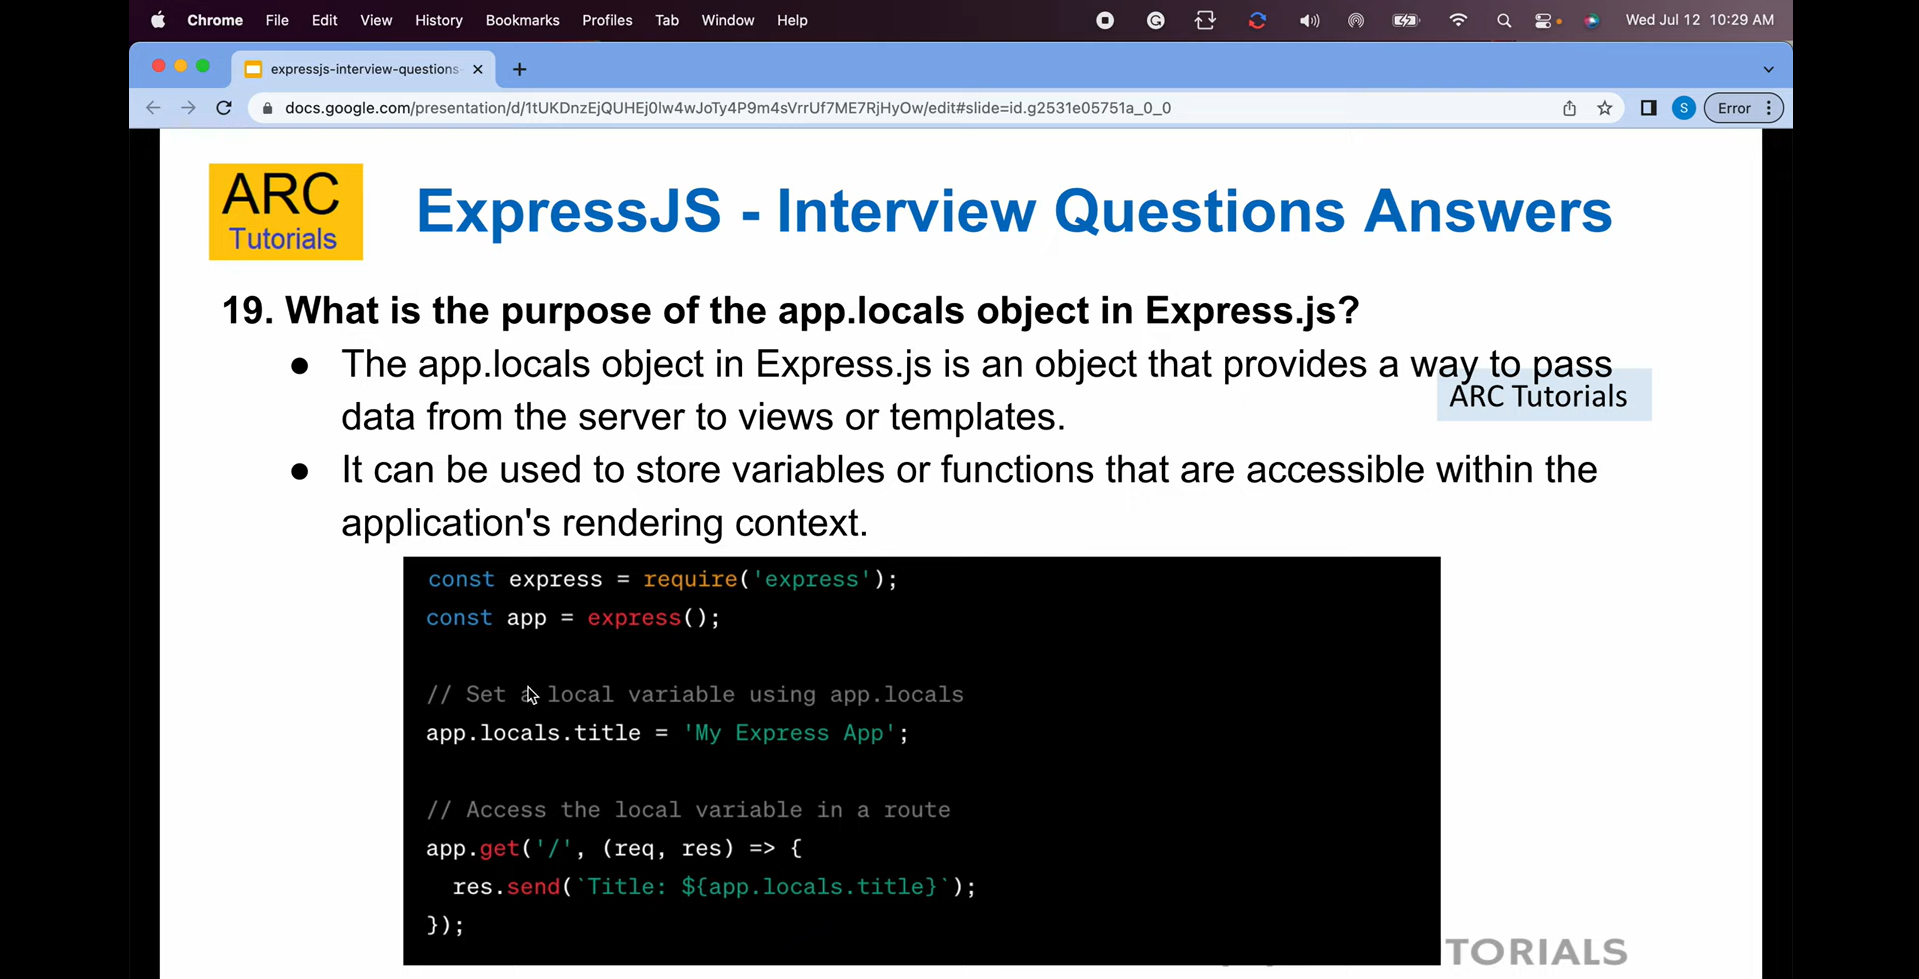 Chrome File Edit View History Bookmarks Profiles Tab Window Help Wed Jul 12 10:29 AM
expressjs-interview-questions-
docs.google.com/presentation/d/1tUKDnzEjQUHEj0lw4wJoTy4P9m4sVrrUf7ME7RjHyOw/edit#slide=id.g2531e05751a_0_0 S Error
ARC
Tutorials
ExpressJS - Interview Questions Answers
19. What is the purpose of the app.locals object in Express.js?
● The app.locals object in Express.js is an object that provides a way to pass
ARC Tutorials
data from the server to views or templates.
● It can be used to store variables or functions that are accessible within the
application's rendering context.
const express = require('express');
const app = express();
// Set a local variable using app.locals
app.locals.title = 'My Express App';
// Access the local variable in a route
app.get('/', (req, res) => {
res.send(`Title: ${app.locals.title}`);
});
TORIALS